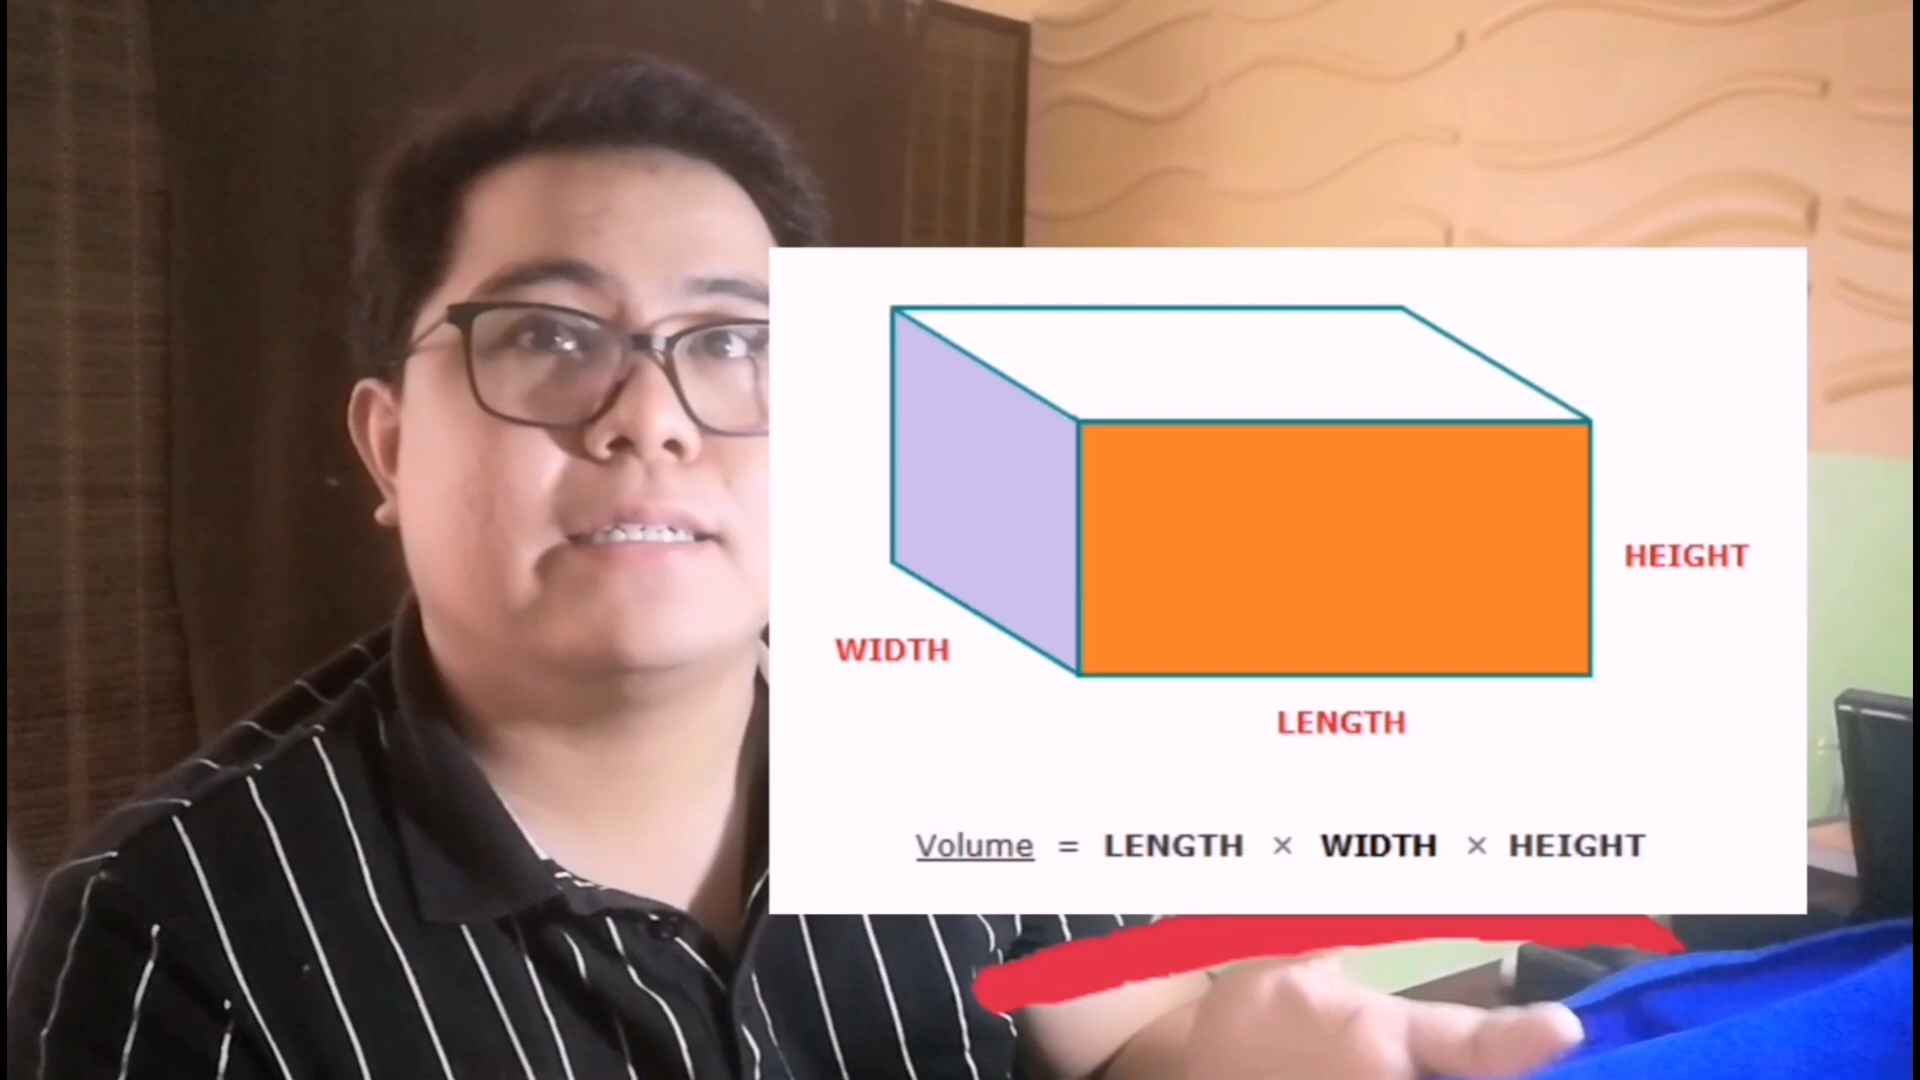 HEIGHT
WIDTH
LENGTH
Volume = LENGTH × WIDTH × HEIGHT